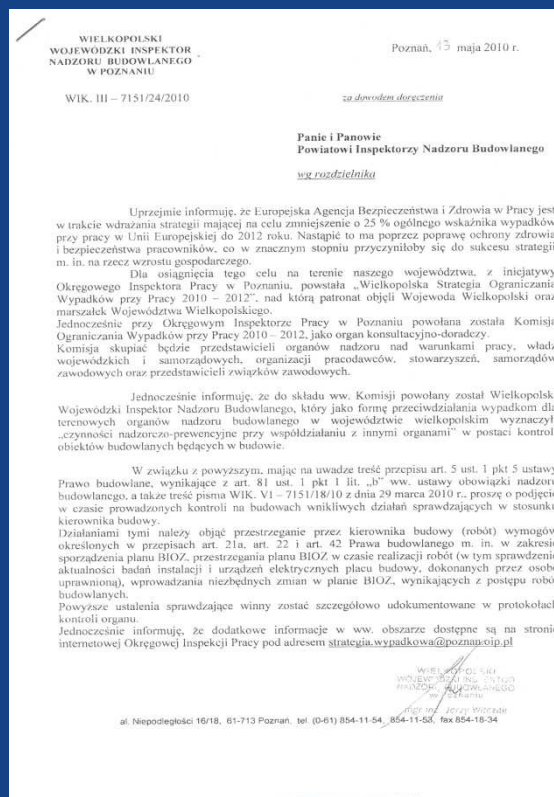 WIELKOPOLSKI
WOJEWÓDZKI INSPEKTOR
NADZORU BUDOWLANEGO
W POZNANIU
Poznań, 13 maja 2010 r.
WIK. III – 7151/24/2010
za dowodem doręczenia
Panie i Panowie
Powiatowi Inspektorzy Nadzoru Budowlanego
wg rozdzielnika
Uprzejmie informuję, że Europejska Agencja Bezpieczeństwa i Zdrowia w Pracy jest
w trakcie wdrażania strategii mającej na celu zmniejszenie o 25 % ogólnego wskaźnika wypadków
przy pracy w Unii Europejskiej do 2012 roku. Nastąpić ma to poprzez poprawę ochrony zdrowia
i bezpieczeństwa pracowników, co w znacznym stopniu przyczyniłoby się do sukcesu strategii
m. in. na rzecz wzrostu gospodarczego.
Dla osiągnięcia tego celu na terenie naszego województwa, z inicjatywy
Okręgowego Inspektora Pracy w Poznaniu, powstała „Wielkopolska Strategia Ograniczania
Wypadków przy Pracy 2010 – 2012”, nad którą patronat objęli Wojewoda Wielkopolski oraz
marszałek Województwa Wielkopolskiego.
Jednocześnie przy Okręgowym Inspektorze Pracy w Poznaniu powołana została Komisja
Ograniczania Wypadków przy Pracy 2010 – 2012, jako organ konsultacyjno-doradczy.
Komisja skupiać będzie przedstawicieli organów nadzoru nad warunkami pracy, władz
wojewódzkich i samorządowych, organizacji pracodawców, stowarzyszeń, samorządów
zawodowych oraz przedstawicieli związków zawodowych.
Jednocześnie informuję, że do składu ww. Komisji powołany został Wielkopolski
Wojewódzki Inspektor Nadzoru Budowlanego, który jako formę przeciwdziałania wypadkom dla
terenowych organów nadzoru budowlanego w województwie wielkopolskim wyznaczył
„czynności nadzorczo-prewencyjne przy współdziałaniu z innymi organami” w postaci kontroli
obiektów budowlanych będących w budowie.
W związku z powyższym, mając na uwadze treść przepisu art. 5 ust. 1 pkt 5 ustawy
Prawo budowlane, wynikające z art. 81 ust. 1 pkt 1 lit. „b” ww. ustawy obowiązki nadzoru
budowlanego, a także treść pisma WIK. VI – 7151/18/10 z dnia 29 marca 2010 r., proszę o podjęcie
w czasie prowadzonych kontroli na budowach wnikliwych działań sprawdzających w stosunku
kierownika budowy.
Działaniami tymi należy objąć przestrzeganie przez kierownika budowy (robót) wymogów
określonych w przepisach art. 21a, art. 22 i art. 42 Prawa budowlanego m. in. w zakresie
sporządzenia planu BIOZ, przestrzegania planu BIOZ w czasie realizacji robót (w tym sprawdzenie
aktualności badań instalacji i urządzeń elektrycznych placu budowy, dokonanych przez osobę
uprawnioną), wprowadzania niezbędnych zmian w planie BIOZ, wynikających z postępu robót
budowlanych.
Powyższe ustalenia sprawdzające winny zostać szczegółowo udokumentowane w protokołach
kontroli organu.
Jednocześnie informuję, że dodatkowe informacje w ww. obszarze dostępne są na stronie
internetowej Okręgowej Inspekcji Pracy pod adresem strategia.wypadkowa@poznan.oip.pl
WIELKOPOLSKI
WOJEWÓDZKI INSPEKTOR
NADZORU BUDOWLANEGO
w Poznaniu
mgr inż. Jerzy
al. Niepodległości 16/18, 61-713 Poznań, tel. (0-61) 854-11-54, 854-11-53, fax 854-18-34